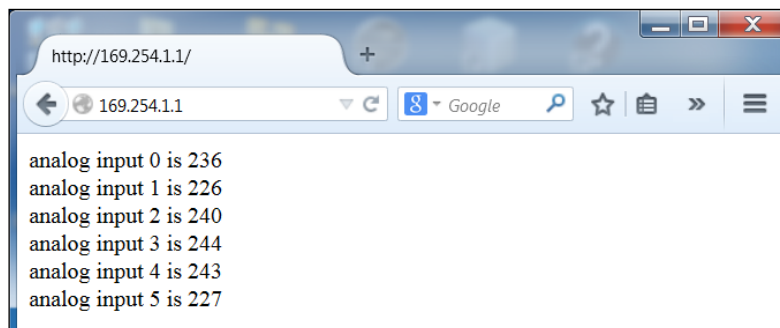 http://169.254.1.1/
169.254.1.1
8 Google
analog input 0 is 236
analog input 1 is 226
analog input 2 is 240
analog input 3 is 244
analog input 4 is 243
analog input 5 is 227